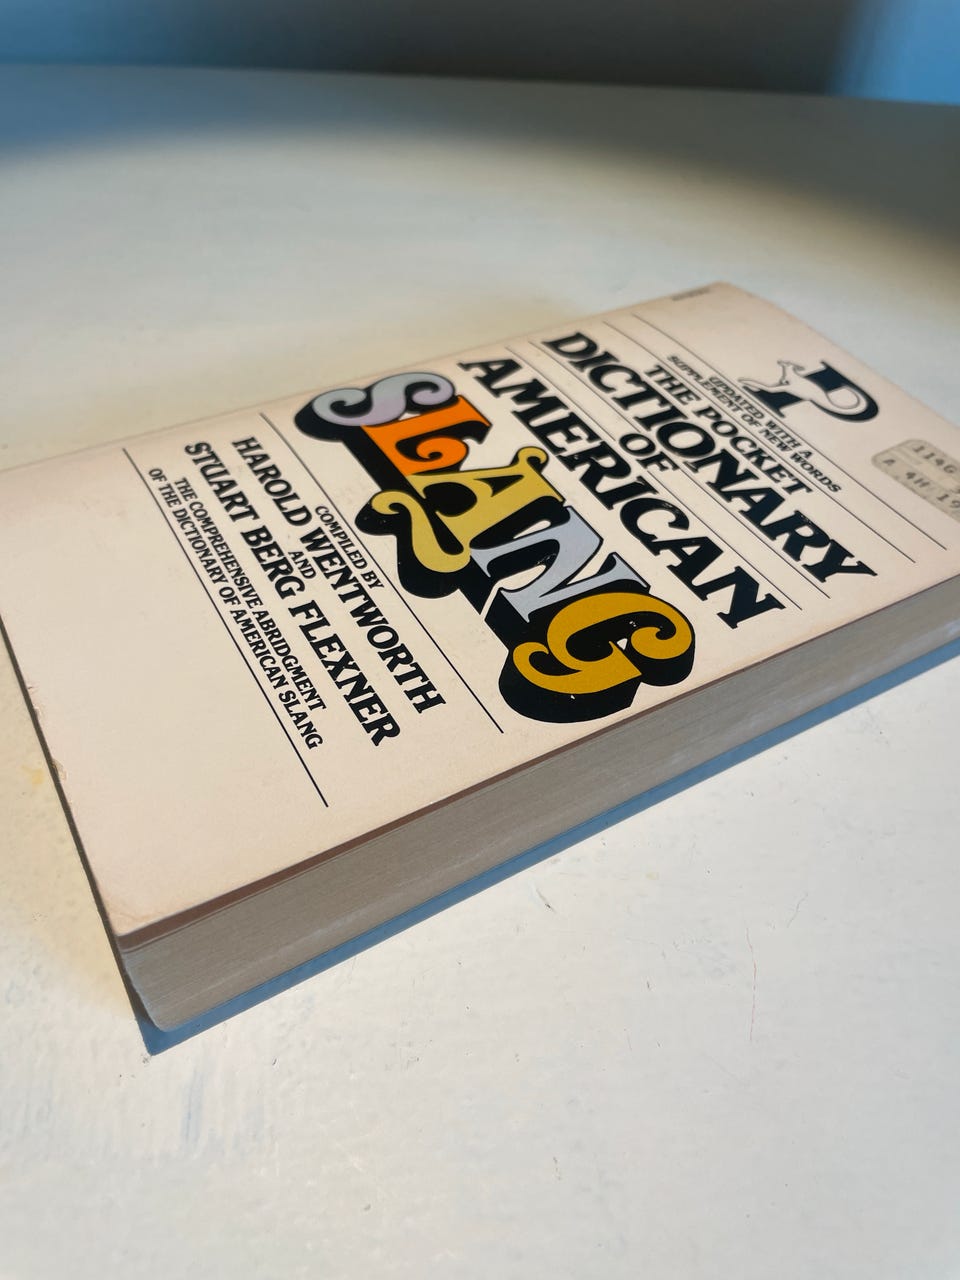 P
UPDATED WITH A
SUPPLEMENT OF NEW WORDS
THE POCKET
DICTIONARY
OF
AMERICAN
SLANG
COMPILED BY
HAROLD WENTWORTH
AND
STUART BERG FLEXNER
THE COMPREHENSIVE ABRIDGMENT
OF THE DICTIONARY OF AMERICAN SLANG